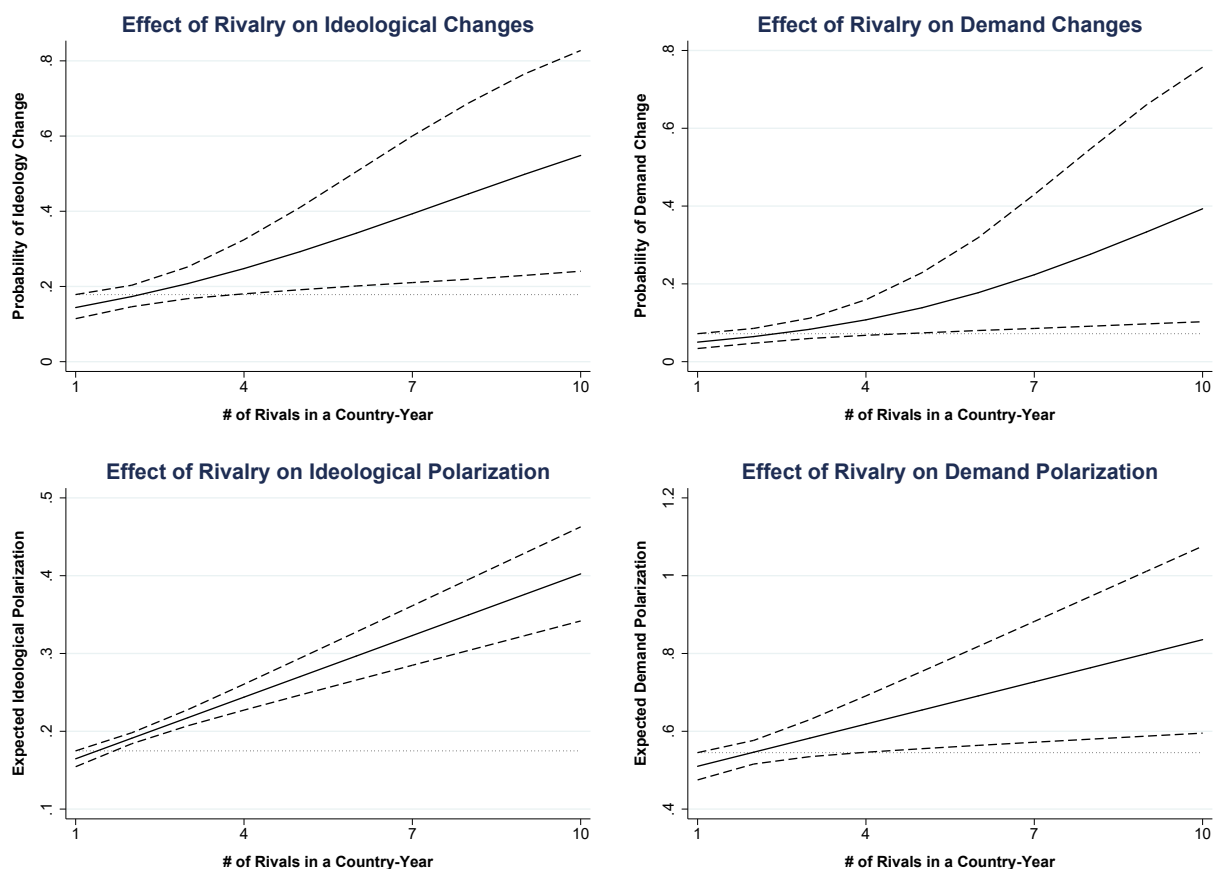 Effect of Rivalry on Ideological Changes
Probability of Ideology Change
.8
.6
.4
.2
0
1 4 7 10
# of Rivals in a Country-Year
Effect of Rivalry on Demand Changes
Probability of Demand Change
.8
.6
.4
.2
0
1 4 7 10
# of Rivals in a Country-Year
Effect of Rivalry on Ideological Polarization
Expected Ideological Polarization
.5
.4
.3
.2
.1
1 4 7 10
# of Rivals in a Country-Year
Effect of Rivalry on Demand Polarization
Expected Demand Polarization
1.2
1
.8
.6
.4
1 4 7 10
# of Rivals in a Country-Year